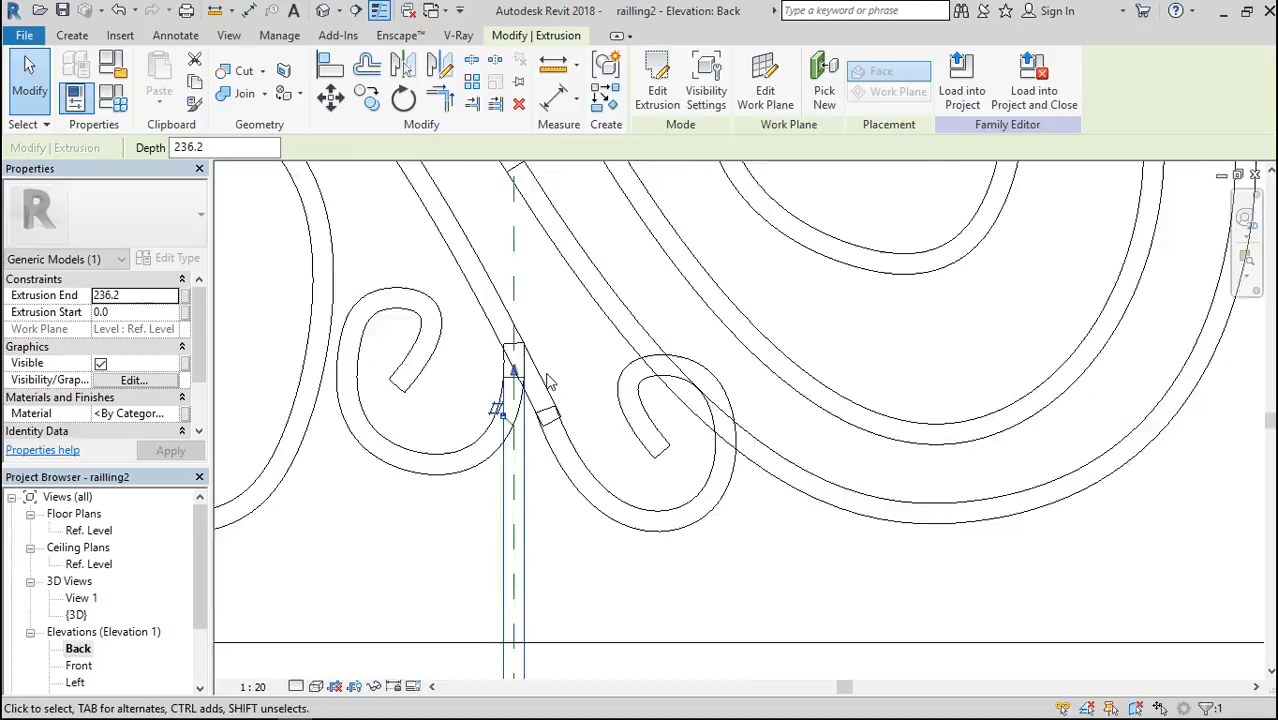 Autodesk Revit 2018 - railling2 - Elevation: Back
Type a keyword or phrase
Sign In
File
Create
Insert
Annotate
View
Manage
Add-Ins
Enscape™
V-Ray
Modify | Extrusion
Modify
Paste
Cut
Join
Edit Extrusion
Visibility Settings
Edit Work Plane
Pick New
Face
Work Plane
Load into Project
Load into Project and Close
Select
Properties
Clipboard
Geometry
Modify
Measure
Create
Mode
Work Plane
Placement
Family Editor
Modify | Extrusion
Depth 236.2
Properties
Generic Models (1)
Edit Type
Constraints
Extrusion End 236.2
Extrusion Start 0.0
Work Plane Level : Ref. Level
Graphics
Visible
Visibility/Grap... Edit...
Materials and Finishes
Material <By Categor...
Identity Data
Properties help
Apply
Project Browser - railling2
Views (all)
Floor Plans
Ref. Level
Ceiling Plans
Ref. Level
3D Views
View 1
{3D}
Elevations (Elevation 1)
Back
Front
Left
1 : 20
Click to select, TAB for alternates, CTRL adds, SHIFT unselects.
:1